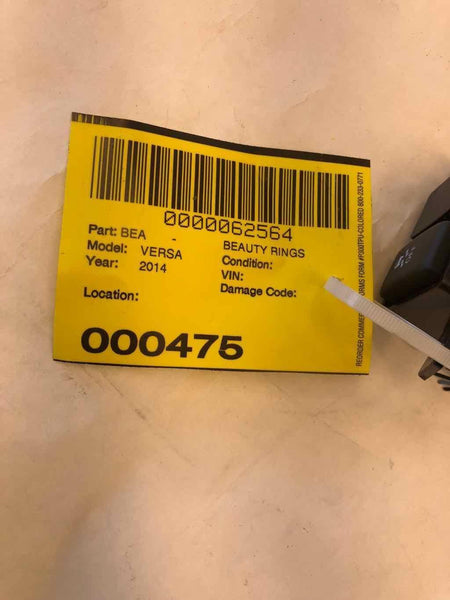 0000062564
Part: BEA - BEAUTY RINGS
Model: VERSA Condition:
Year: 2014 VIN:
Damage Code:
Location:
000475